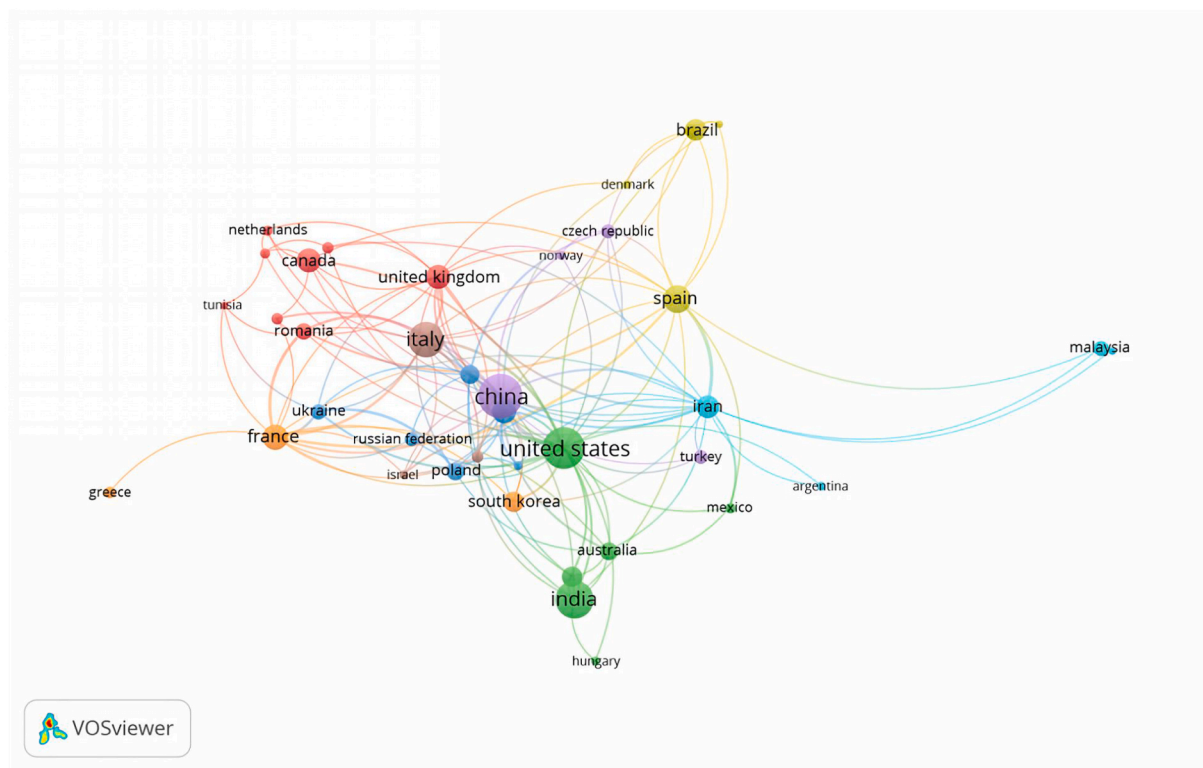 brazil
denmark
netherlands
czech republic
canada
norway
united kingdom
spain
tunisia
romania
italy
malaysia
china
ukraine
iran
france
russian federation
united states
turkey
israel
poland
argentina
greece
south korea
mexico
australia
india
hungary
VOSviewer